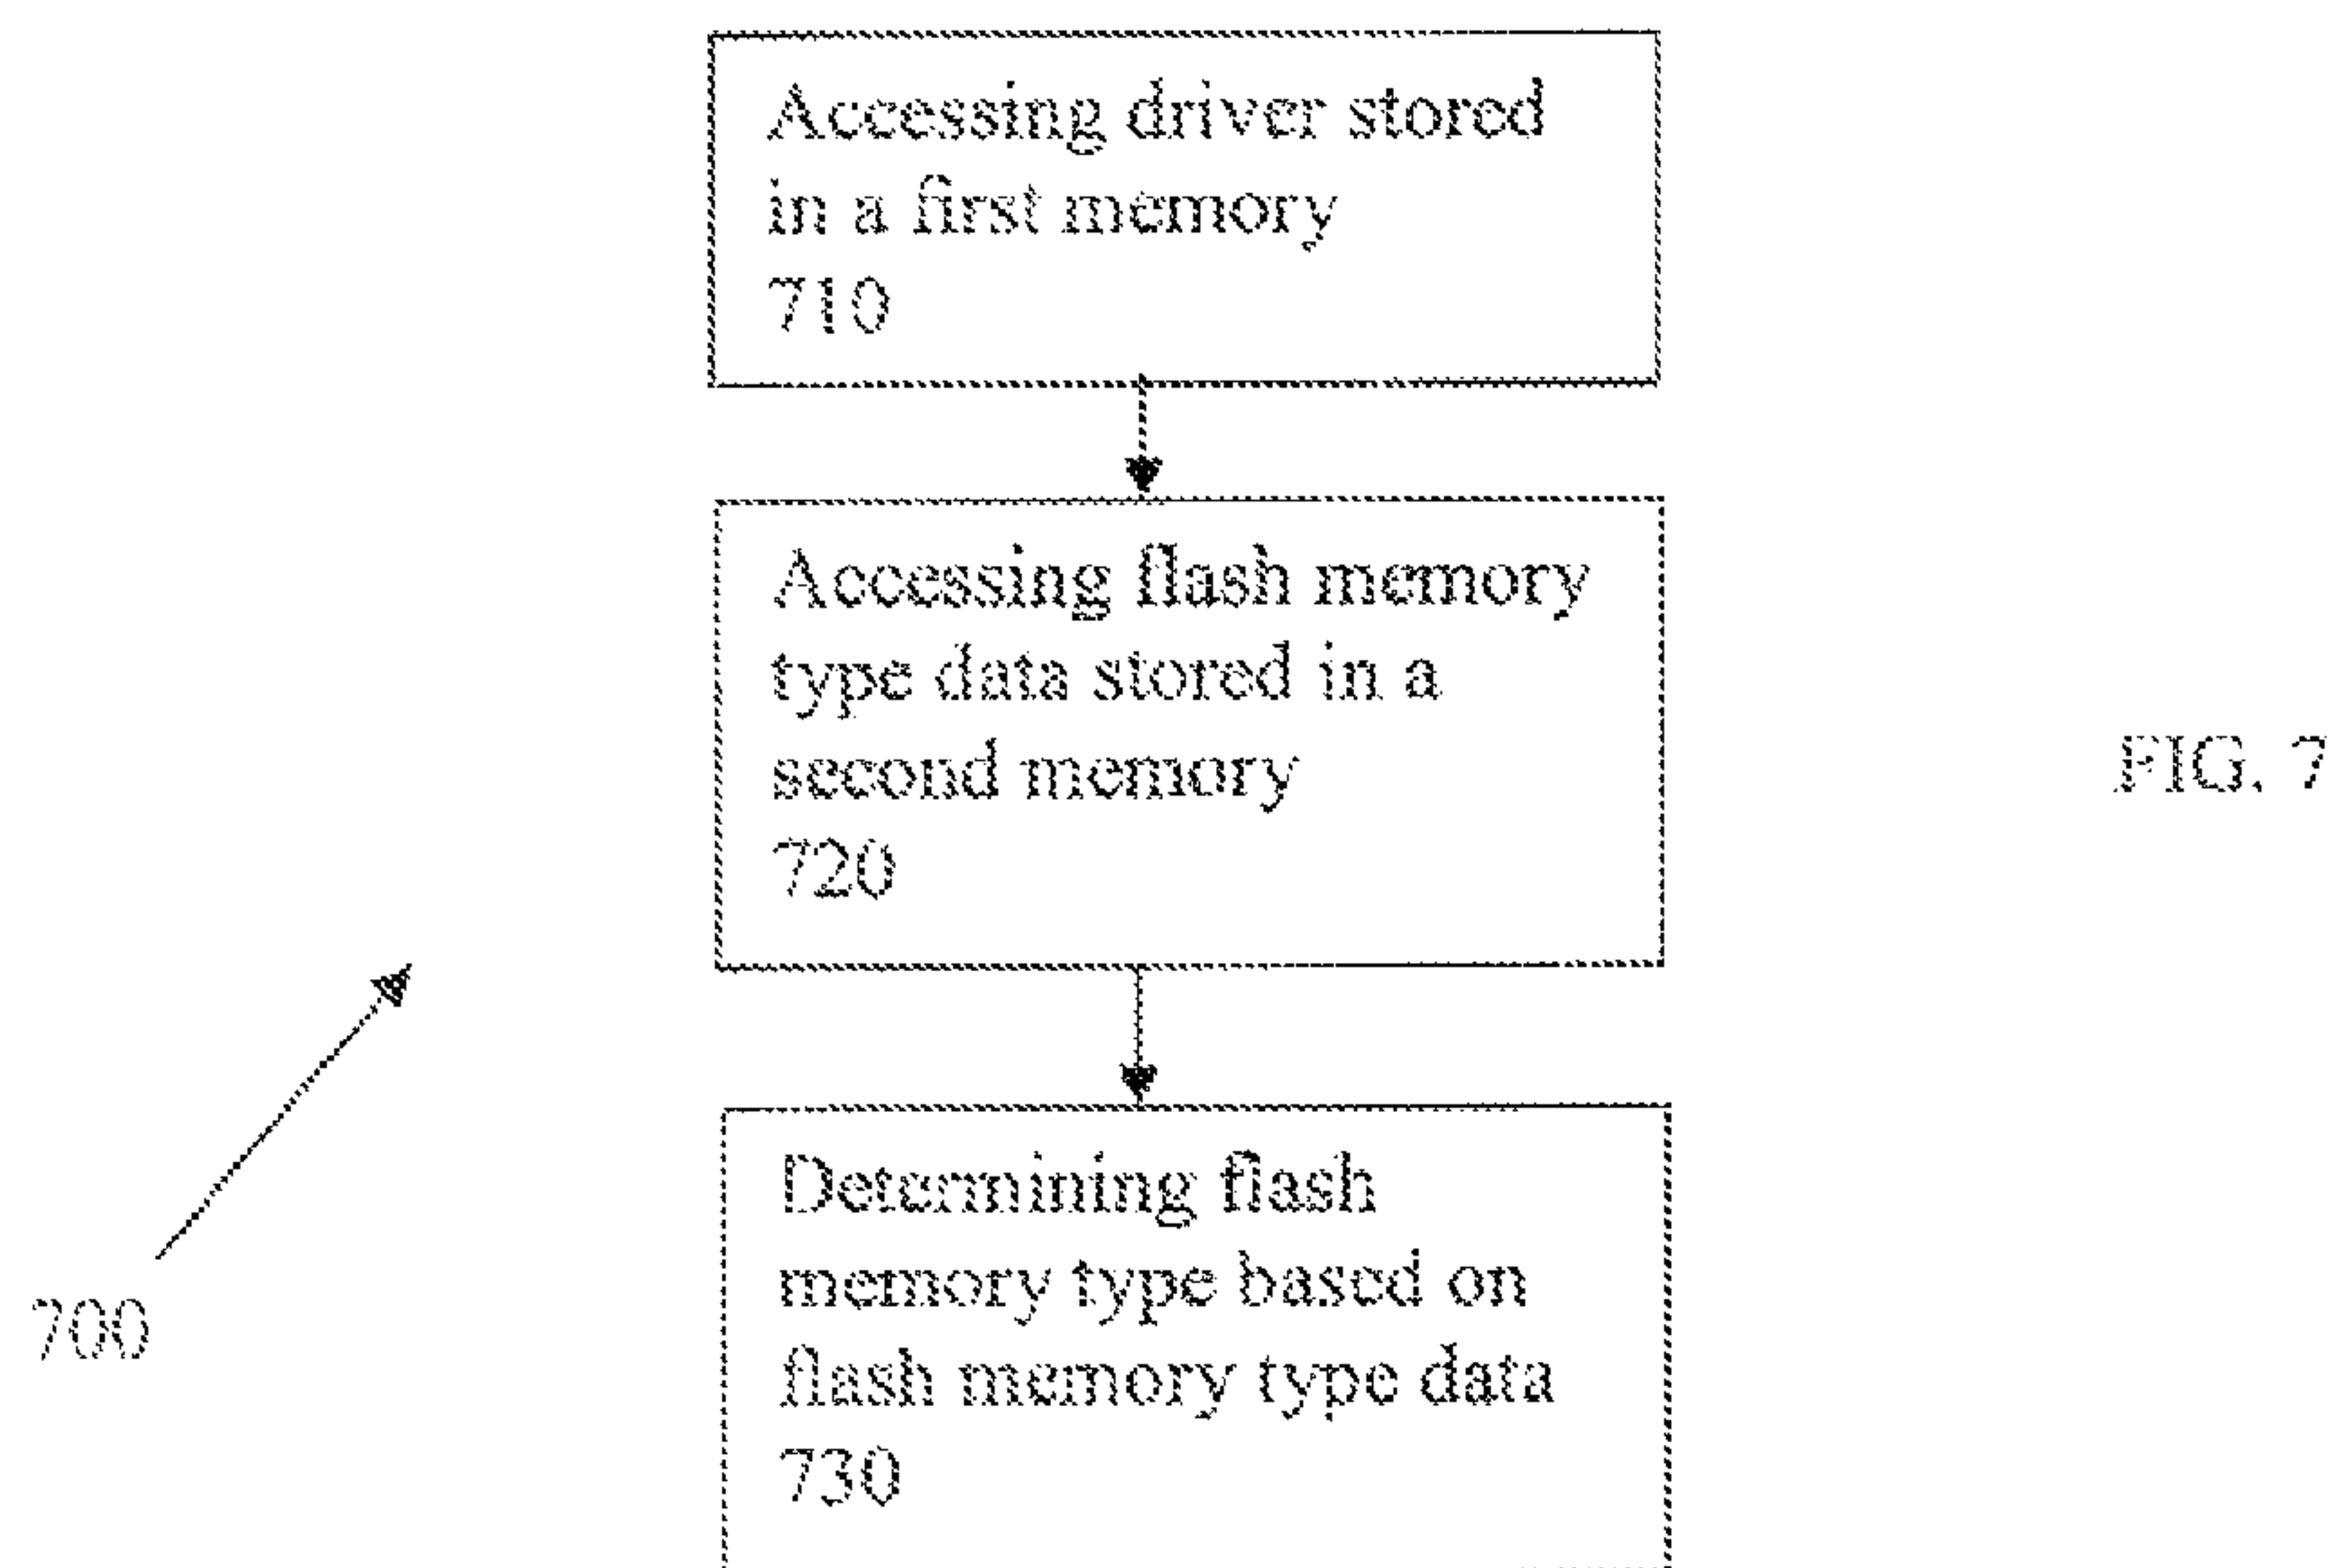 Accessing driver stored
in a first memory
710
Accessing flash memory
type data stored in a
second memory
720
FIG. 7
Determining flash
memory type based on
flash memory type data
730
700